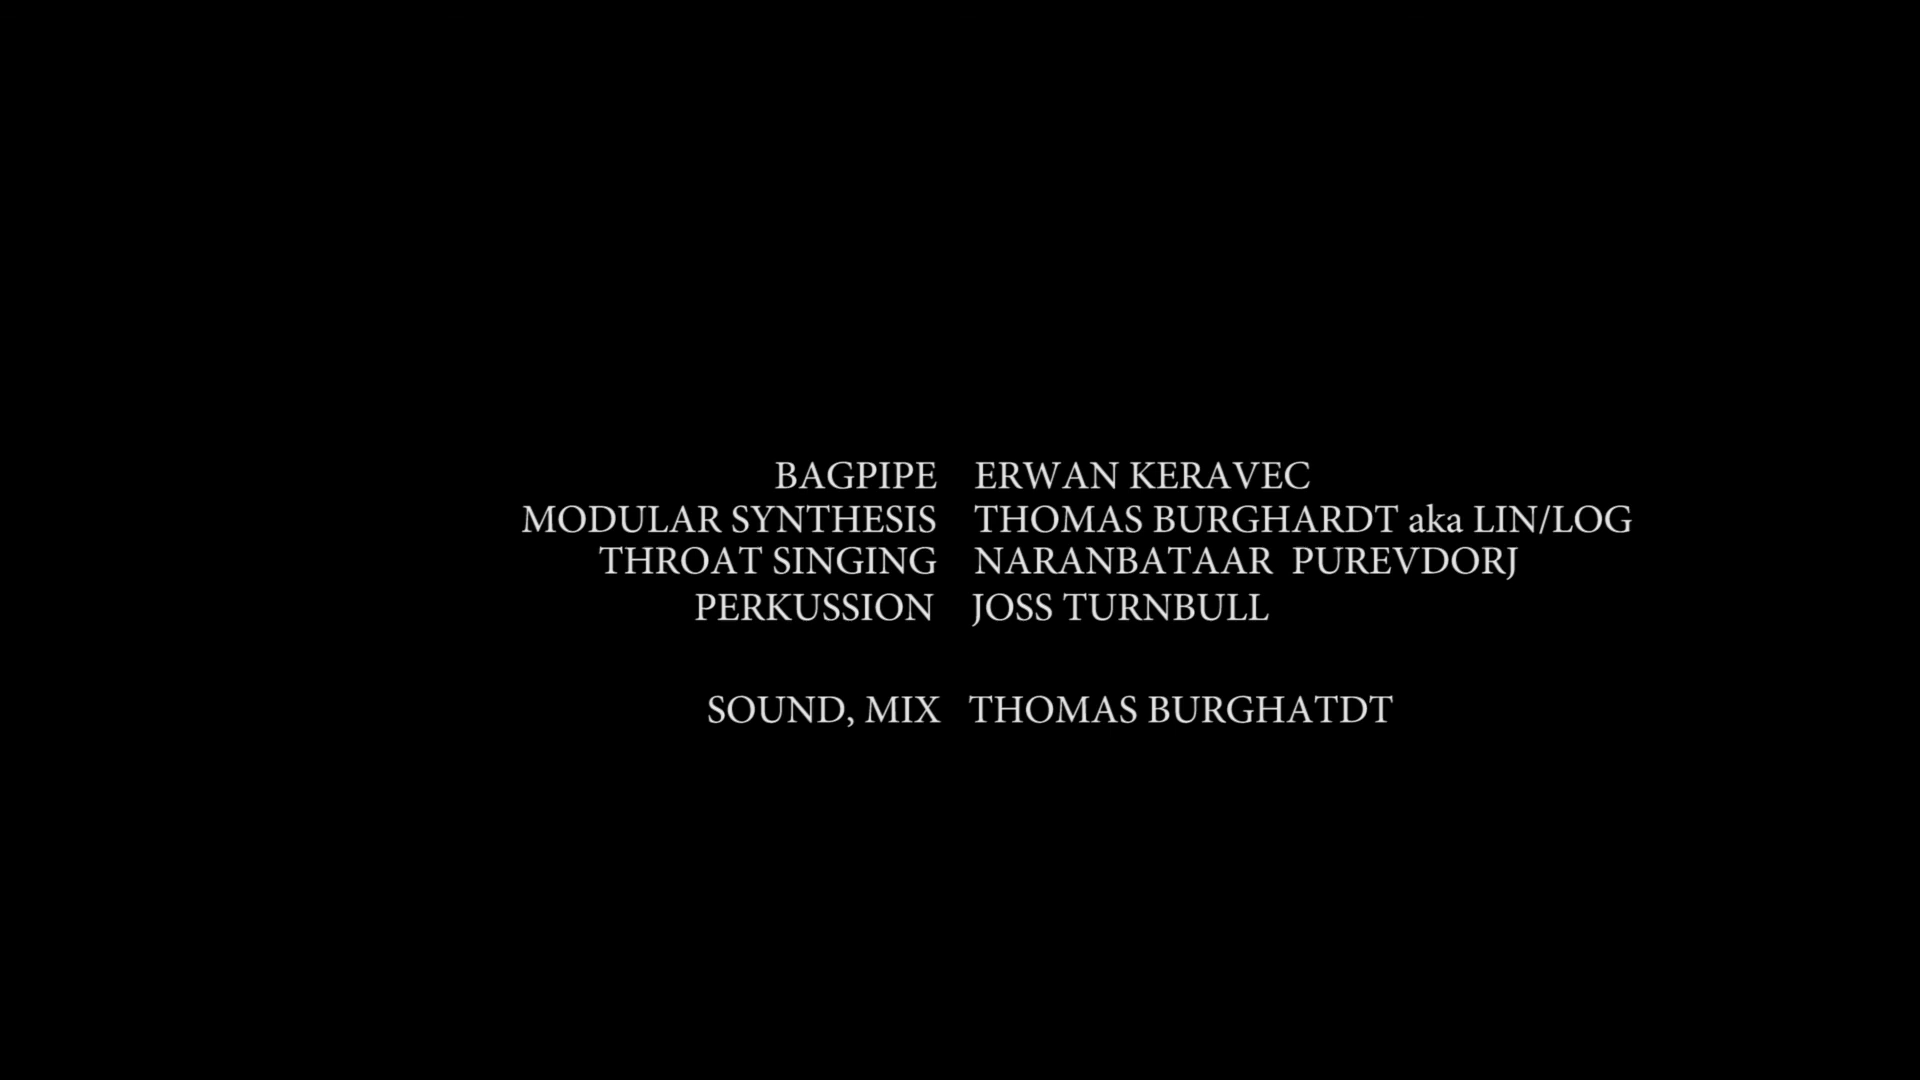 BAGPIPE ERWAN KERAVEC
MODULAR SYNTHESIS THOMAS BURGHARDT aka LIN/LOG
THROAT SINGING NARANBATAAR PUREVDORJ
PERKUSSION JOSS TURNBULL
SOUND, MIX THOMAS BURGHATDT